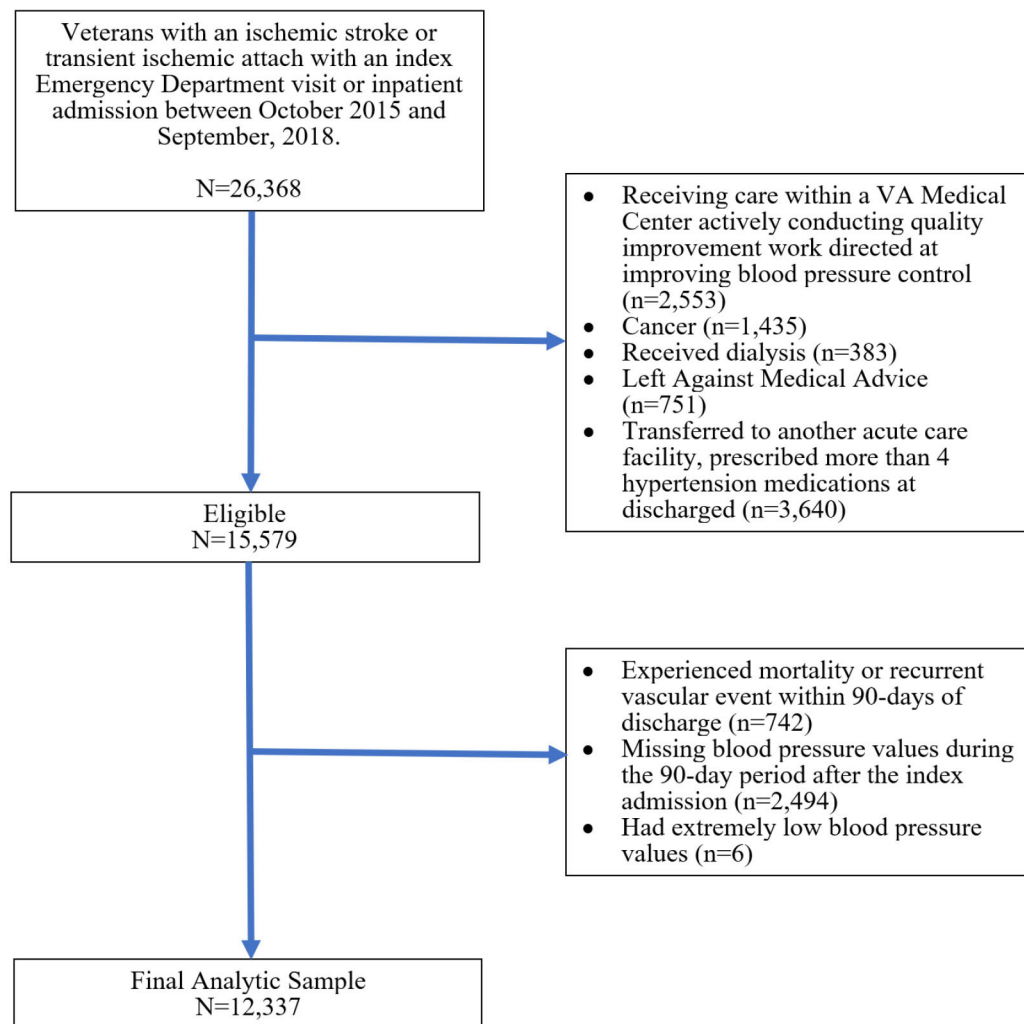 Veterans with an ischemic stroke or
transient ischemic attach with an index
Emergency Department visit or inpatient
admission between October 2015 and
September, 2018.
N=26,368
• Receiving care within a VA Medical
Center actively conducting quality
improvement work directed at
improving blood pressure control
(n=2,553)
• Cancer (n=1,435)
• Received dialysis (n=383)
• Left Against Medical Advice
(n=751)
• Transferred to another acute care
facility, prescribed more than 4
hypertension medications at
discharged (n=3,640)
Eligible
N=15,579
• Experienced mortality or recurrent
vascular event within 90-days of
discharge (n=742)
• Missing blood pressure values during
the 90-day period after the index
admission (n=2,494)
• Had extremely low blood pressure
values (n=6)
Final Analytic Sample
N=12,337